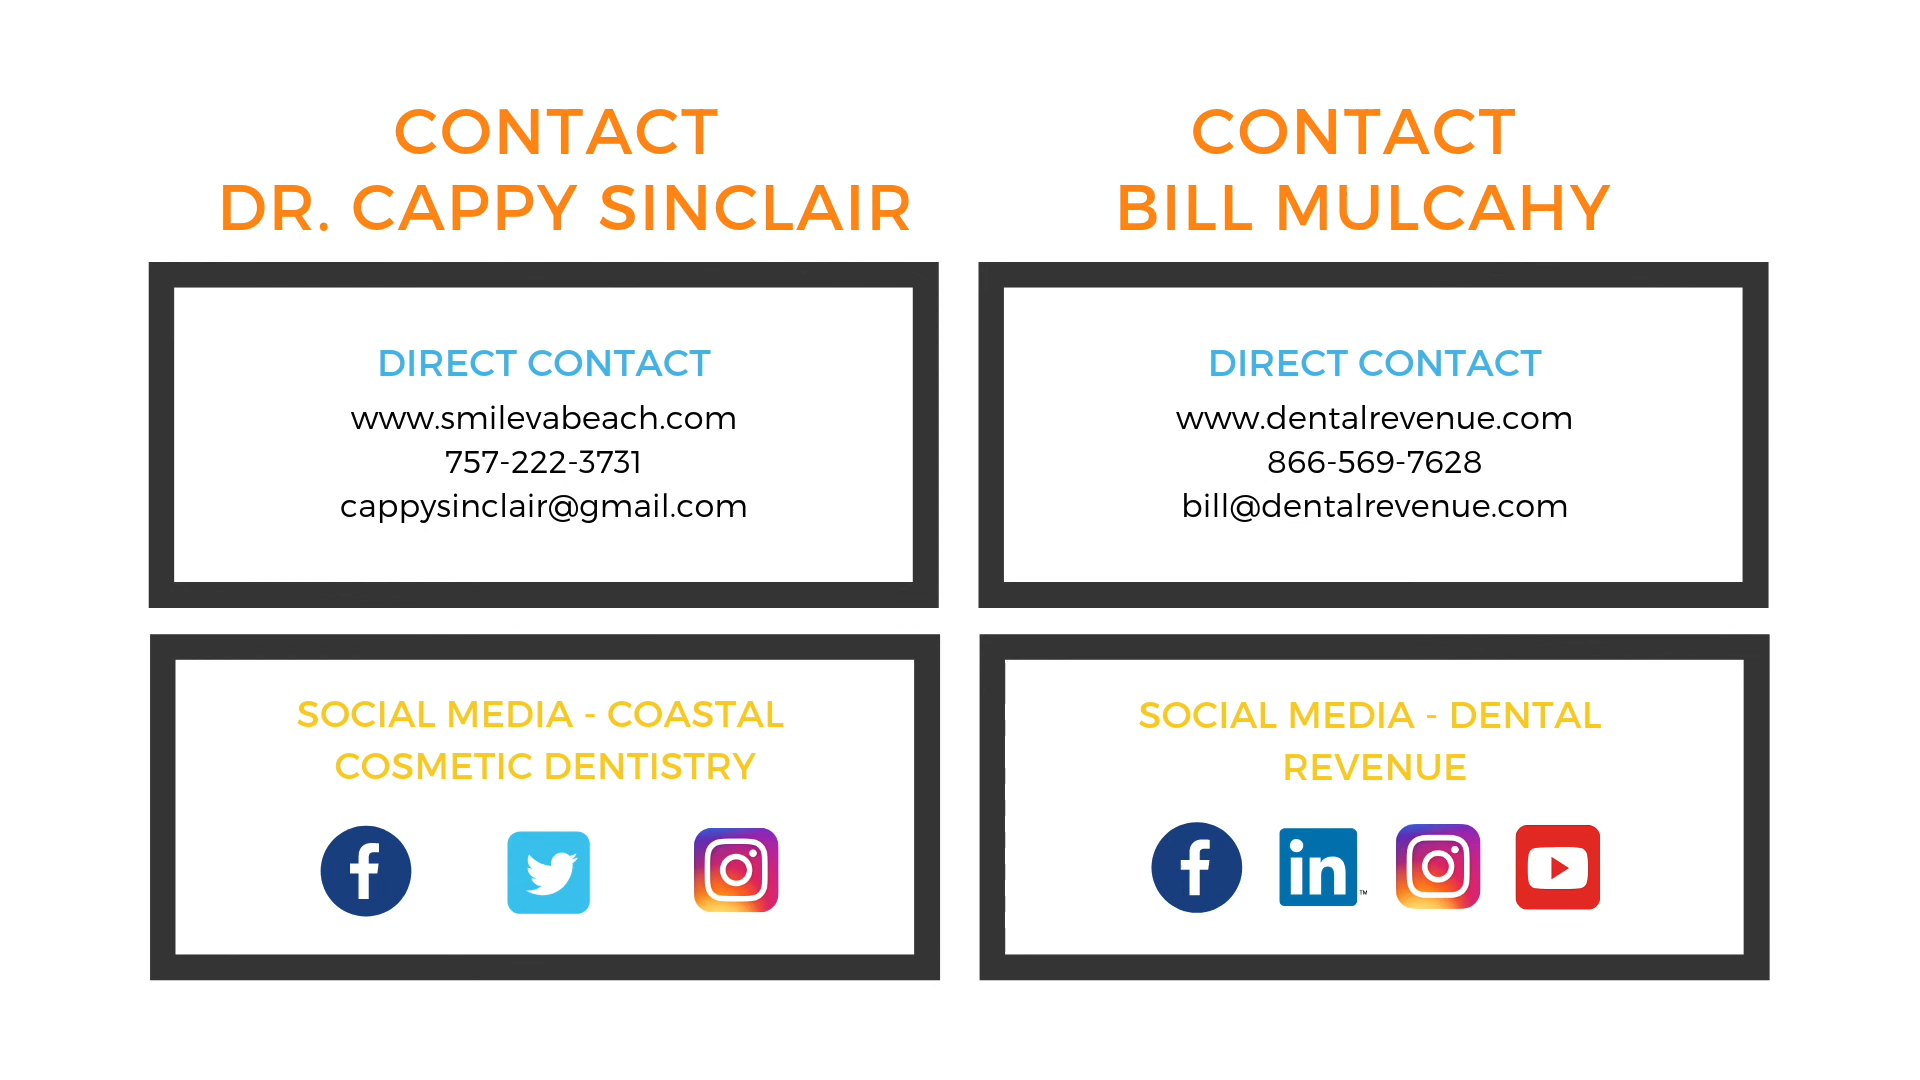 CONTACT
DR. CAPPY SINCLAIR
DIRECT CONTACT
www.smilevabeach.com
757-222-3731
cappysinclair@gmail.com
SOCIAL MEDIA - COASTAL
COSMETIC DENTISTRY
CONTACT
BILL MULCAHY
DIRECT CONTACT
www.dentalrevenue.com
866-569-7628
bill@dentalrevenue.com
SOCIAL MEDIA - DENTAL
REVENUE
in TM